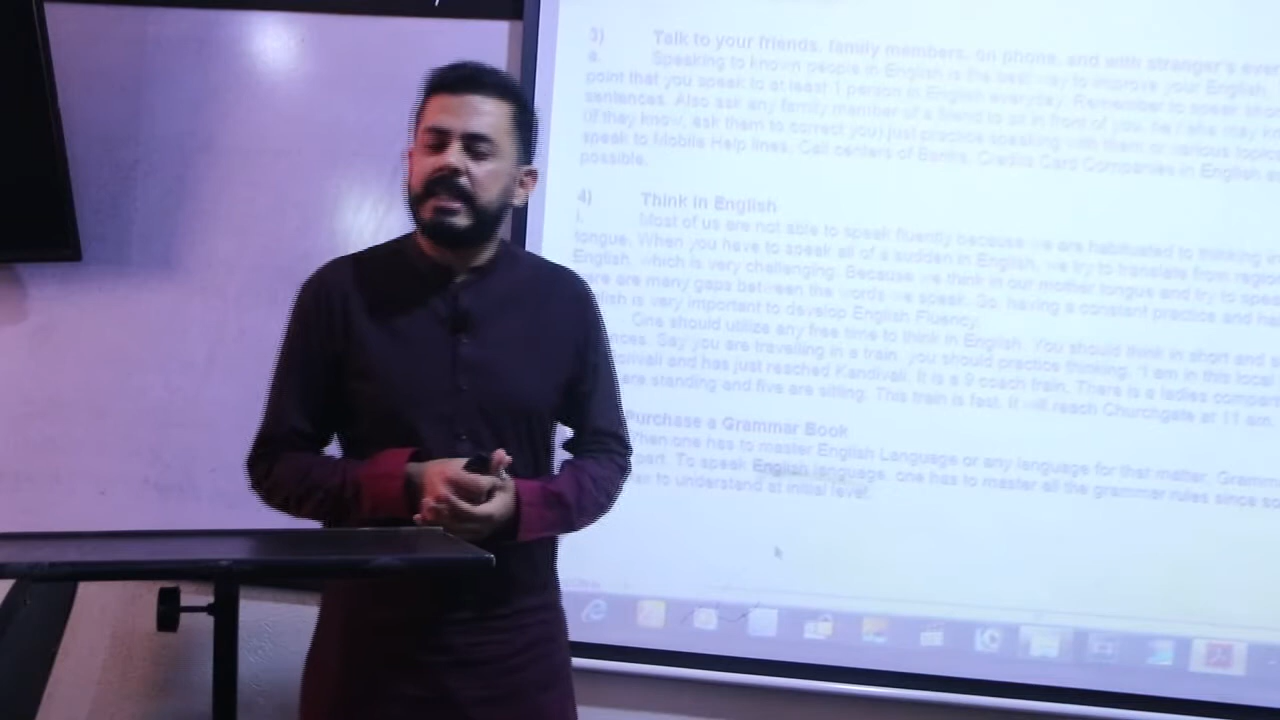 3) Talk to your friends, family members, on phone, and with stranger's
a. Speaking to known people in English is the best way to improve your English.
point that you speak to at least 1 person in English everyday. Remember to speak
sentences. Also ask any family member of a friend to sit in front of you, he / she may
(if they know, ask them to correct you) just practice speaking with them on various topics
speak to Mobile Help lines, Call centers of Banks, Credit Card Companies in English
possible.
4) Think in English
i. Most of us are not able to speak fluently because we are habituated to thinking in
tongue. When you have to speak all of a sudden in English, we try to translate from
English, which is very challenging. Because we think in our mother tongue and try to
are many gaps between the words we speak. So, having a constant practice and
is very important to develop English Fluency.
One should utilize any free time to think in English. You should think in short and
Say you are travelling in a train, you should practice thinking, I am in this local
and has just reached Kandivali. It is a coach train. There is a ladies
are standing and five are sitting. This train is fast. It will reach Churchgate at 11 am.
Purchase a Grammar Book
When one has to master English Language or any language for that matter,
To speak English language, one has to master all the grammar rules since
to understand at initial level.